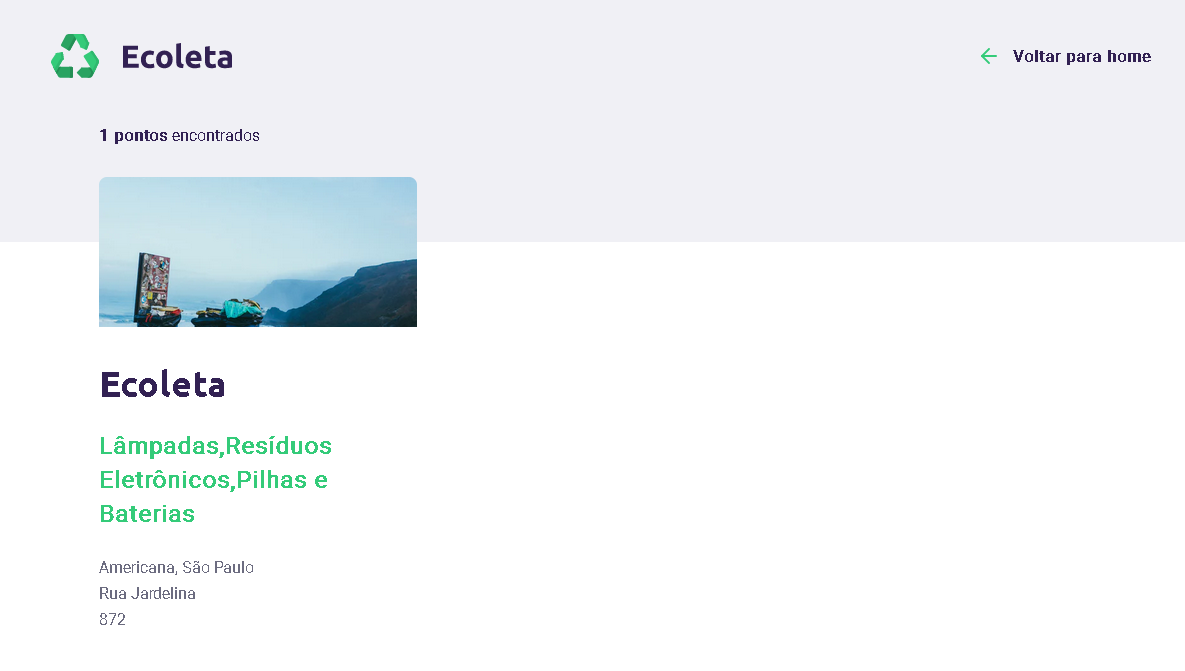 Ecoleta
Voltar para home
1 pontos encontrados
Ecoleta
Lâmpadas,Resíduos
Eletrônicos,Pilhas e
Baterias
Americana, São Paulo
Rua Jardelina
872